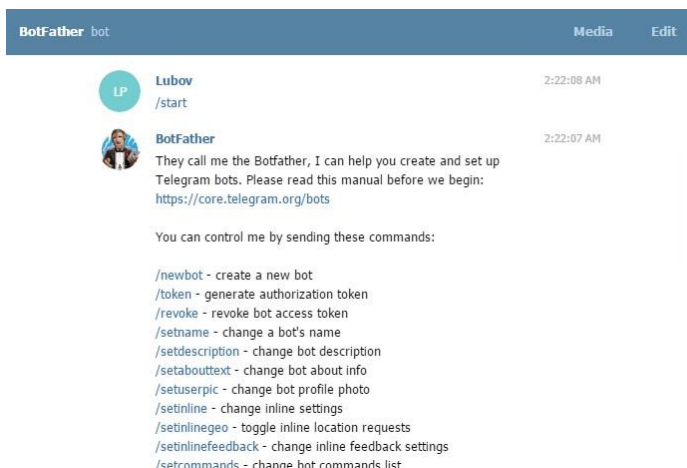 BotFather bot Media Edit
LP
Lubov 2:22:08 AM
/start
BotFather 2:22:07 AM
They call me the Botfather, I can help you create and set up
Telegram bots. Please read this manual before we begin:
https://core.telegram.org/bots
You can control me by sending these commands:
/newbot - create a new bot
/token - generate authorization token
/revoke - revoke bot access token
/setname - change a bot's name
/setdescription - change bot description
/setabouttext - change bot about info
/setuserpic - change bot profile photo
/setinline - change inline settings
/setinlinegeo - toggle inline location requests
/setinlinefeedback - change inline feedback settings
/setcommands - change bot commands list